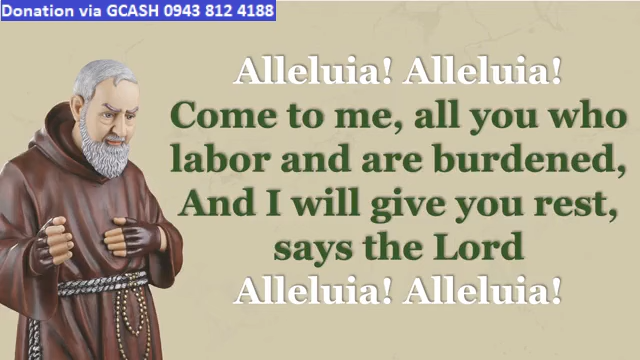 Donation via GCASH 0943 812 4188
Alleluia! Alleluia!
Come to me, all you who
labor and are burdened,
And I will give you rest,
says the Lord
Alleluia! Alleluia!